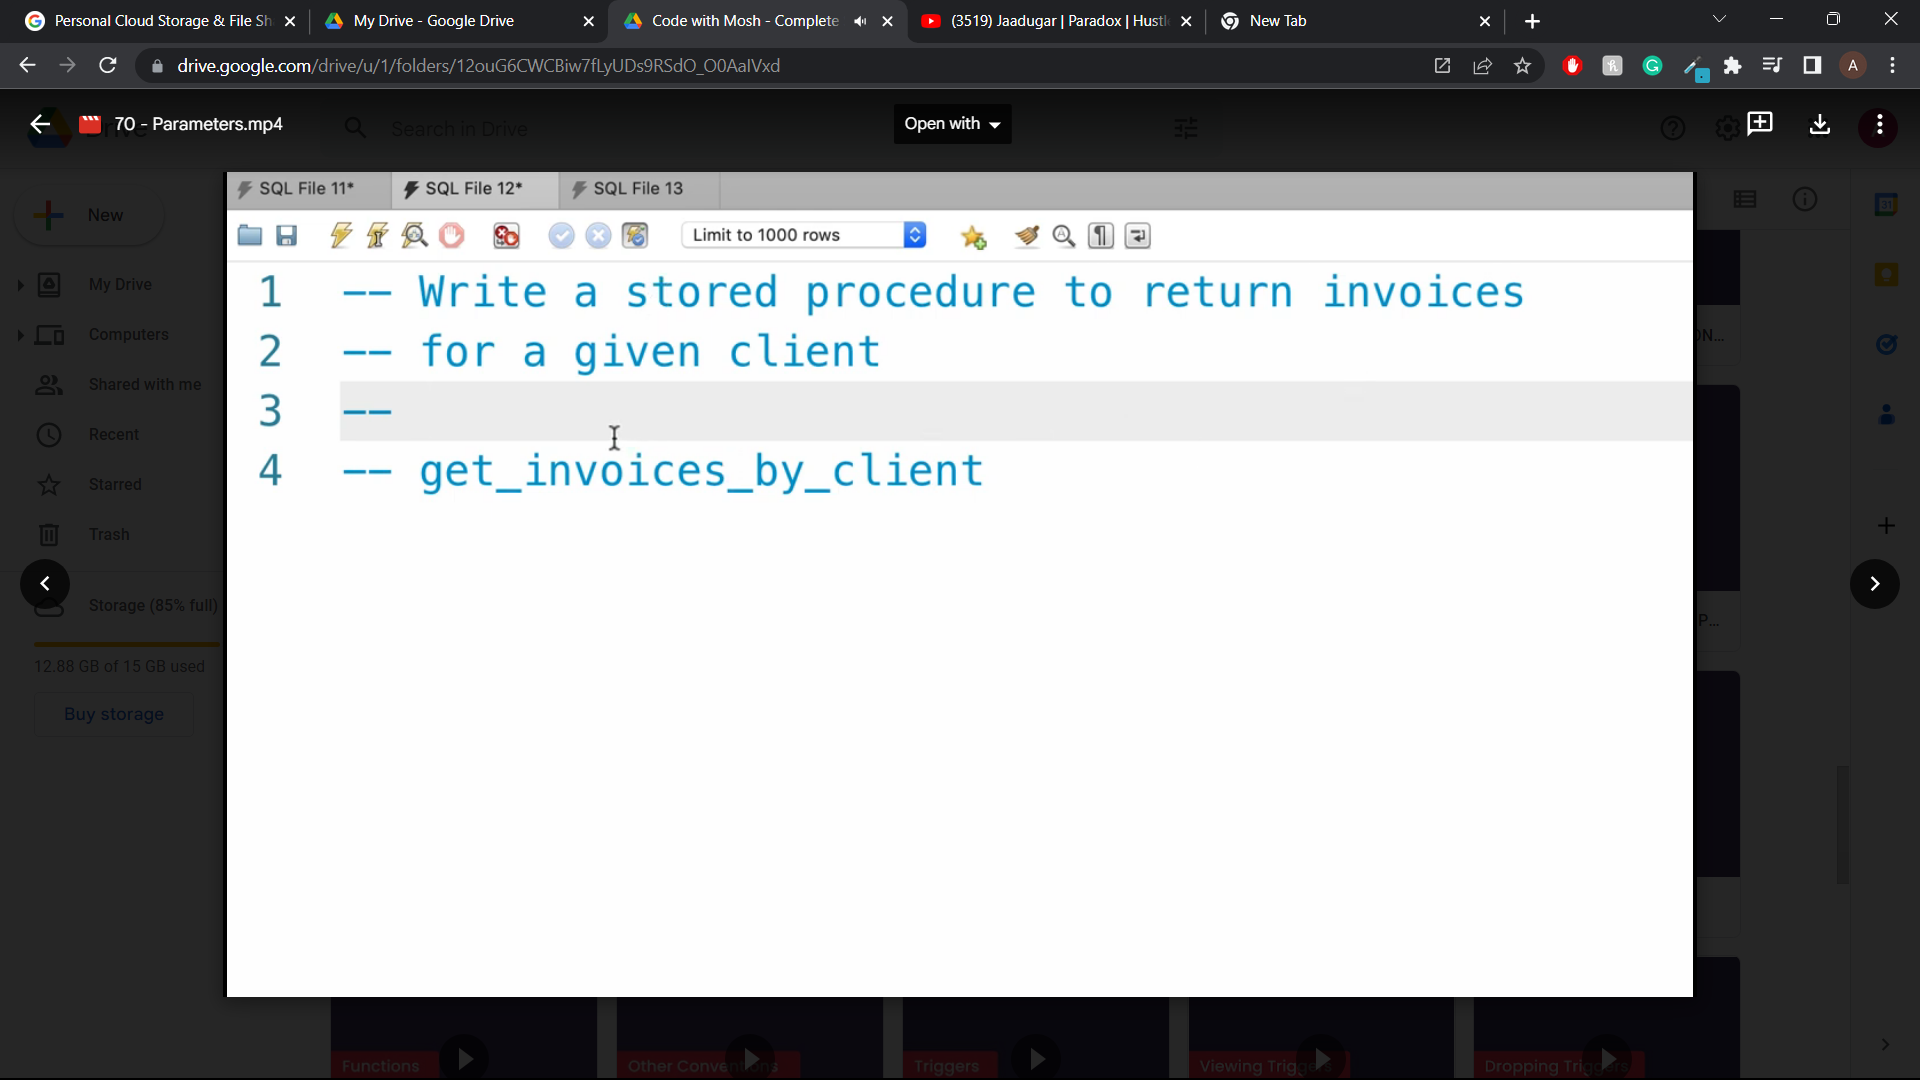 Personal Cloud Storage & File Sh
My Drive - Google Drive
Code with Mosh - Complete
(3519) Jaadugar | Paradox | Hustle
New Tab
drive.google.com/drive/u/1/folders/12ouG6CWCBiw7fLyUDs9RSdO_O0AalVxd
A
70 - Parameters.mp4
Search in Drive
Open with
New
My Drive
Computers
Shared with me
Recent
Starred
Trash
Storage (85% full)
12.88 GB of 15 GB used
Buy storage
SQL File 11*
SQL File 12*
SQL File 13
Limit to 1000 rows
1 -- Write a stored procedure to return invoices
2 -- for a given client
3 --
4 -- get_invoices_by_client
ON...
P...
31
Functions
Other Conventions
Triggers
Viewing Triggers
Dropping Triggers